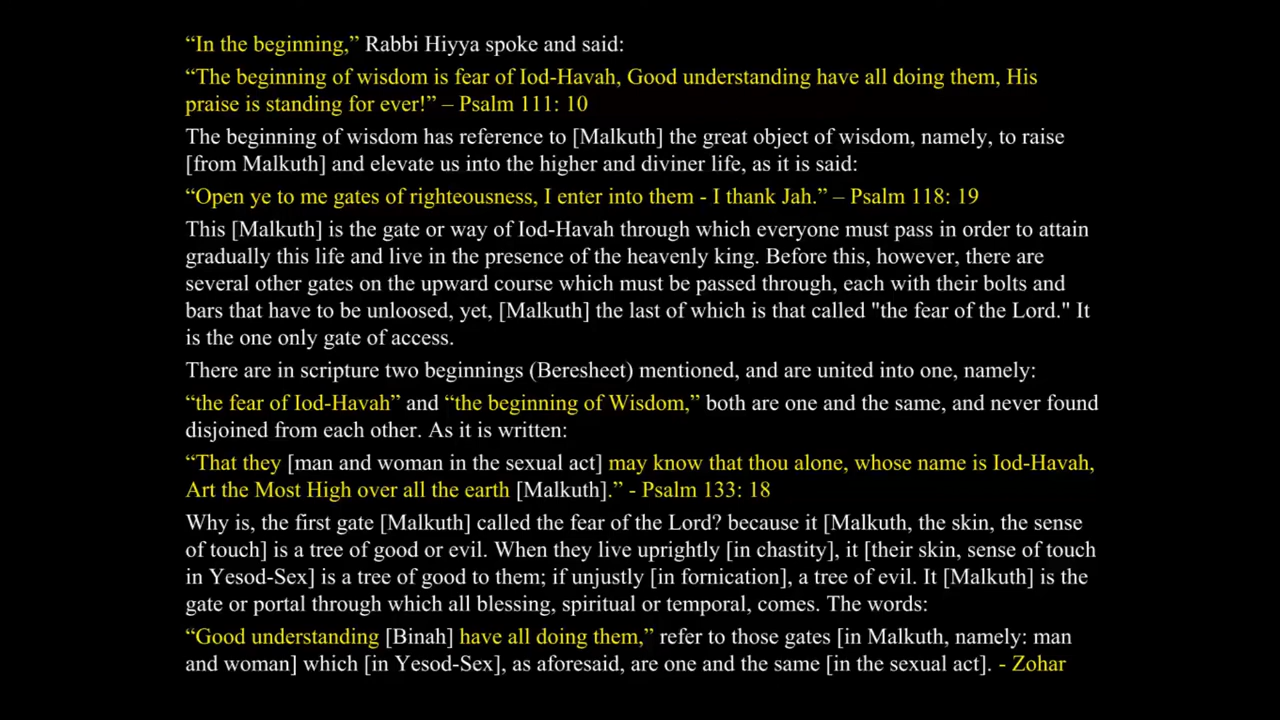 “In the beginning,” Rabbi Hiyya spoke and said:
“The beginning of wisdom is fear of Iod-Havah, Good understanding have all doing them, His
praise is standing for ever!” – Psalm 111: 10
The beginning of wisdom has reference to [Malkuth] the great object of wisdom, namely, to raise
[from Malkuth] and elevate us into the higher and diviner life, as it is said:
“Open ye to me gates of righteousness, I enter into them - I thank Jah.” – Psalm 118: 19
This [Malkuth] is the gate or way of Iod-Havah through which everyone must pass in order to attain
gradually this life and live in the presence of the heavenly king. Before this, however, there are
several other gates on the upward course which must be passed through, each with their bolts and
bars that have to be unloosed, yet, [Malkuth] the last of which is that called "the fear of the Lord." It
is the one only gate of access.
There are in scripture two beginnings (Beresheet) mentioned, and are united into one, namely:
“the fear of Iod-Havah” and “the beginning of Wisdom,” both are one and the same, and never found
disjoined from each other. As it is written:
“That they [man and woman in the sexual act] may know that thou alone, whose name is Iod-Havah,
Art the Most High over all the earth [Malkuth].” - Psalm 133: 18
Why is, the first gate [Malkuth] called the fear of the Lord? because it [Malkuth, the skin, the sense
of touch] is a tree of good or evil. When they live uprightly [in chastity], it [their skin, sense of touch
in Yesod-Sex] is a tree of good to them; if unjustly [in fornication], a tree of evil. It [Malkuth] is the
gate or portal through which all blessing, spiritual or temporal, comes. The words:
“Good understanding [Binah] have all doing them,” refer to those gates [in Malkuth, namely: man
and woman] which [in Yesod-Sex], as aforesaid, are one and the same [in the sexual act]. - Zohar